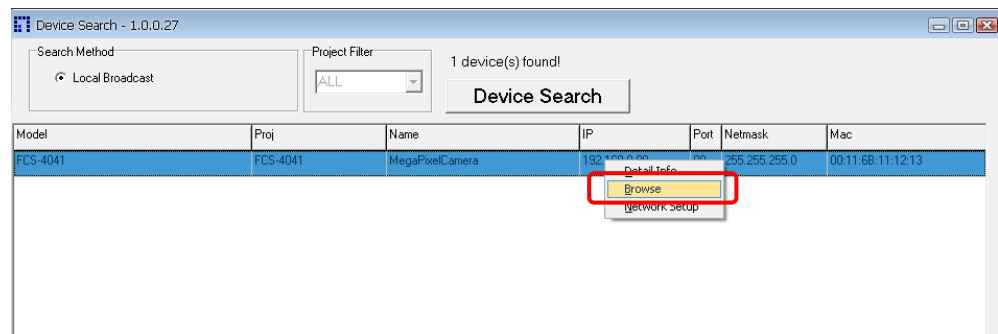 Device Search - 1.0.0.27
Search Method
Local Broadcast
Project Filter
ALL
1 device(s) found!
Device Search
Model Proj Name IP Port Netmask Mac
FCS-4041 FCS-4041 MegaPixelCamera 255.255.255.0 00:11:6B:11:12:13
Detail Info
Browse
Network Setup